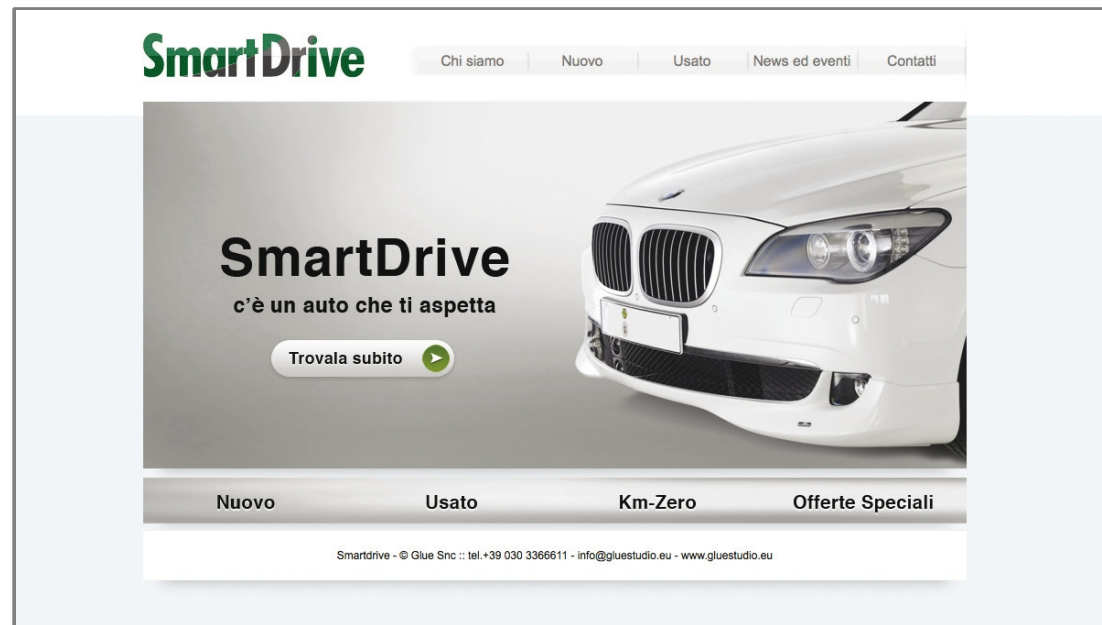 SmartDrive
Chi siamo Nuovo Usato News ed eventi Contatti
SmartDrive
c'è un auto che ti aspetta
Trovala subito
Nuovo Usato Km-Zero Offerte Speciali
Smartdrive - © Glue Snc :: tel.+39 030 3366611 - info@gluestudio.eu - www.gluestudio.eu